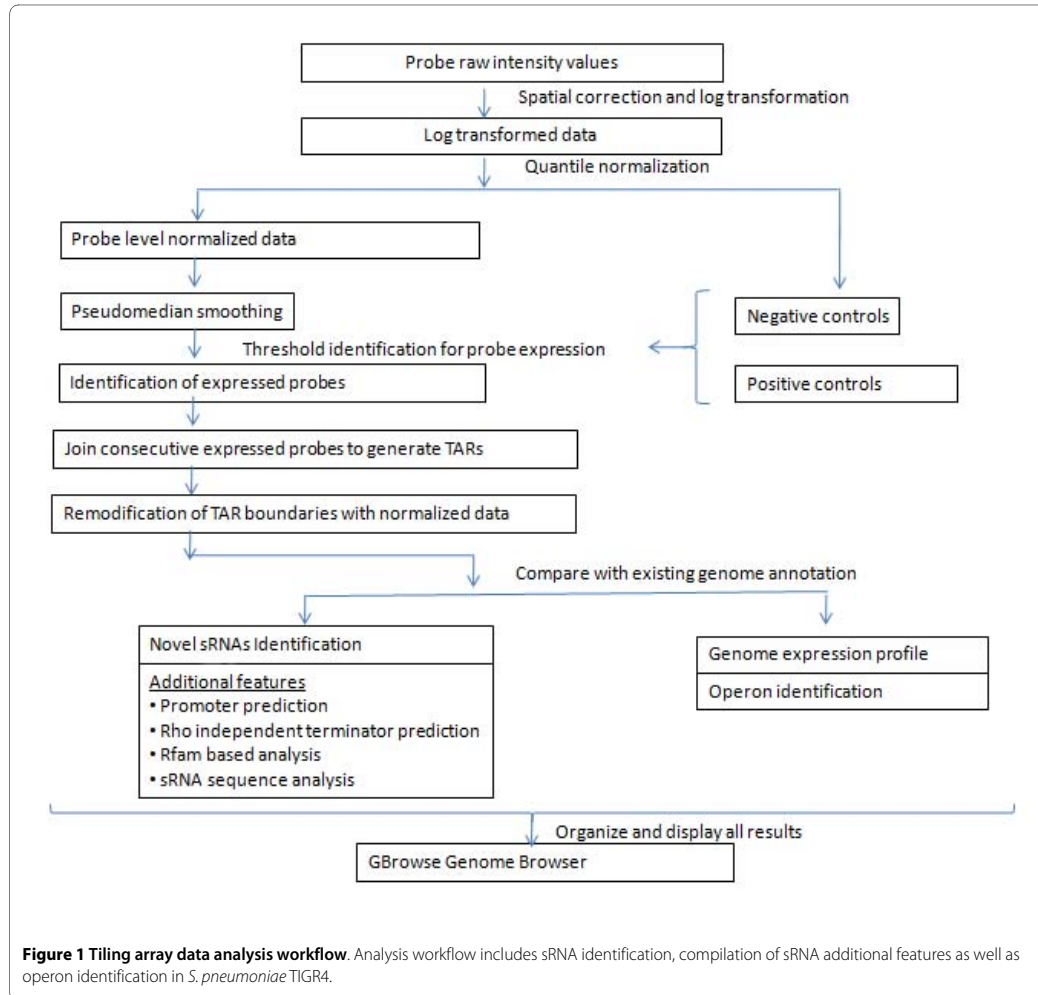 Probe raw intensity values
Spatial correction and log transformation
Log transformed data
Quantile normalization
Probe level normalized data
Pseudomedian smoothing
Negative controls
Threshold identification for probe expression
Identification of expressed probes
Positive controls
Join consecutive expressed probes to generate TARs
Remodification of TAR boundaries with normalized data
Compare with existing genome annotation
Novel sRNAs Identification
Additional features
• Promoter prediction
• Rho independent terminator prediction
• Rfam based analysis
• sRNA sequence analysis
Genome expression profile
Operon identification
Organize and display all results
GBrowse Genome Browser
Figure 1 Tiling array data analysis workflow. Analysis workflow includes sRNA identification, compilation of sRNA additional features as well as
operon identification in S. pneumoniae TIGR4.